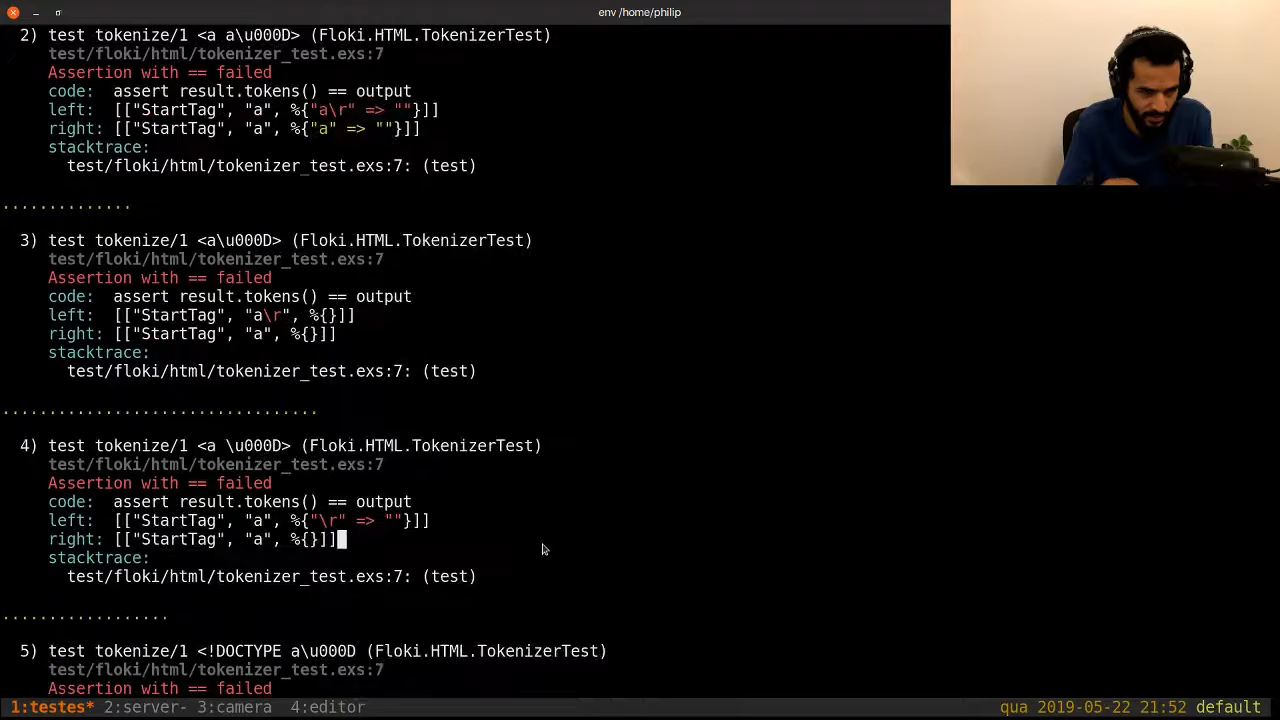 env /home/philip
2) test tokenize/1 <a a\u000D> (Floki.HTML.TokenizerTest)
test/floki/html/tokenizer_test.exs:7
Assertion with == failed
code:  assert result.tokens() == output
left:  [["StartTag", "a", %{"a\r" => ""}]]
right: [["StartTag", "a", %{"a" => ""}]]
stacktrace:
test/floki/html/tokenizer_test.exs:7: (test)
..............
3) test tokenize/1 <a\u000D> (Floki.HTML.TokenizerTest)
test/floki/html/tokenizer_test.exs:7
Assertion with == failed
code:  assert result.tokens() == output
left:  [["StartTag", "a\r", %{}]]
right: [["StartTag", "a", %{}]]
stacktrace:
test/floki/html/tokenizer_test.exs:7: (test)
..................................
4) test tokenize/1 <a \u000D> (Floki.HTML.TokenizerTest)
test/floki/html/tokenizer_test.exs:7
Assertion with == failed
code:  assert result.tokens() == output
left:  [["StartTag", "a", %{"\r" => ""}]]
right: [["StartTag", "a", %{}]]
stacktrace:
test/floki/html/tokenizer_test.exs:7: (test)
..................
5) test tokenize/1 <!DOCTYPE a\u000D (Floki.HTML.TokenizerTest)
test/floki/html/tokenizer_test.exs:7
Assertion with == failed
1:testes* 2:server- 3:camera  4:editor qua 2019-05-22 21:52 default